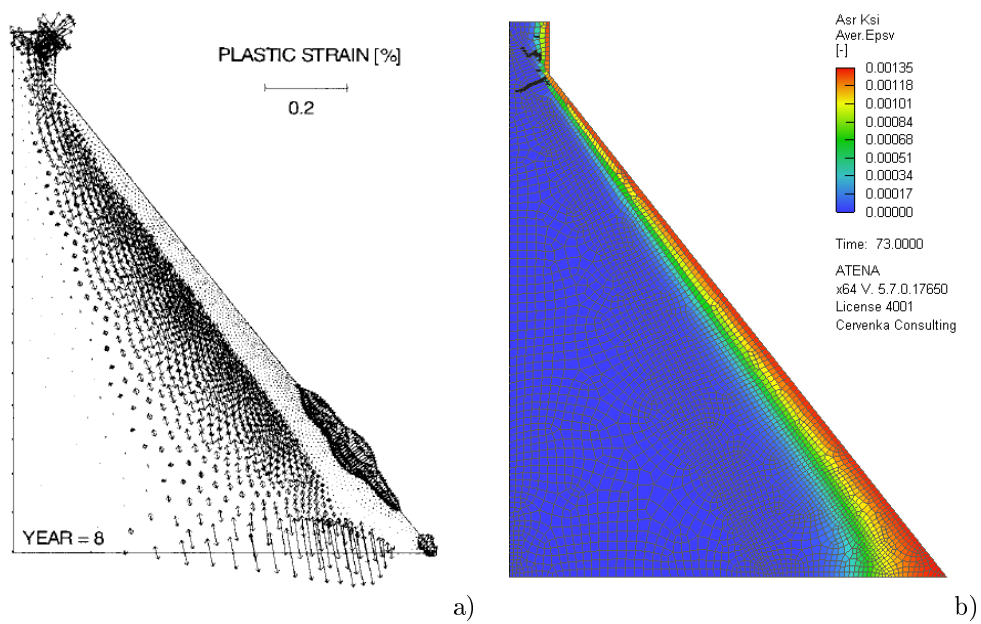 PLASTIC STRAIN [%]
0.2
YEAR = 8
a)
Asr Ksi
Aver.Epsv
[-]
0.00135
0.00118
0.00101
0.00084
0.00068
0.00051
0.00034
0.00017
0.00000
Time: 73.0000
ATENA
x64 V. 5.7.0.17650
License 4001
Cervenka Consulting
b)